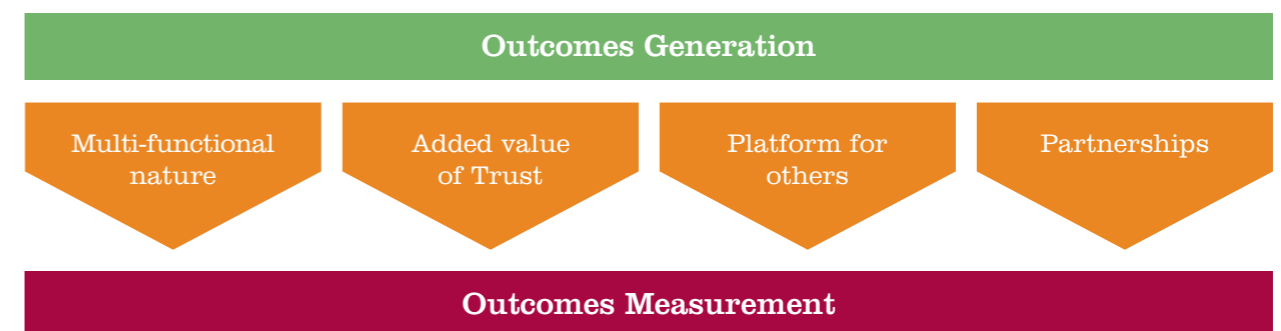 Outcomes Generation
Multi-functional
nature
Added value
of Trust
Platform for
others
Partnerships
Outcomes Measurement